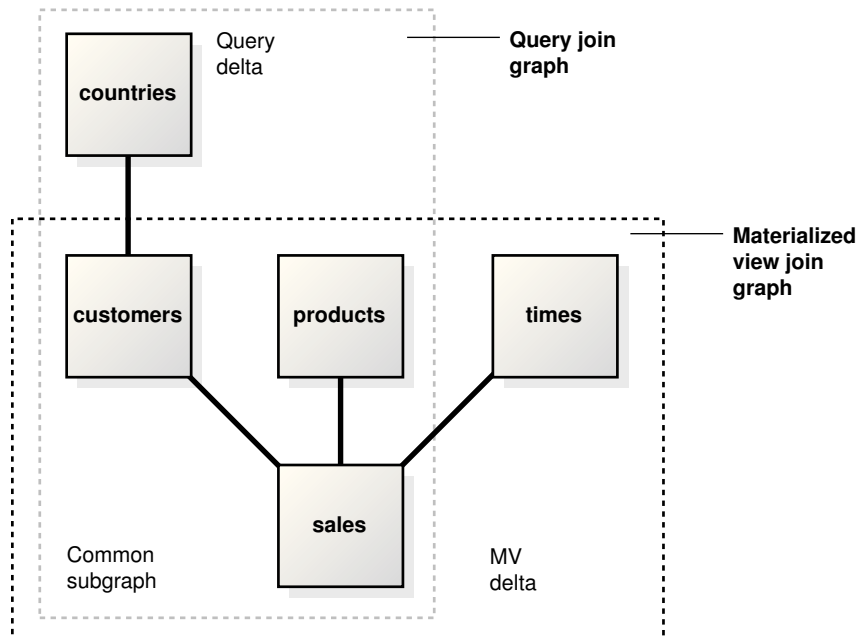 Query
delta
Query join
graph
countries
Materialized
view join
graph
customers
products
times
sales
Common
subgraph
MV
delta